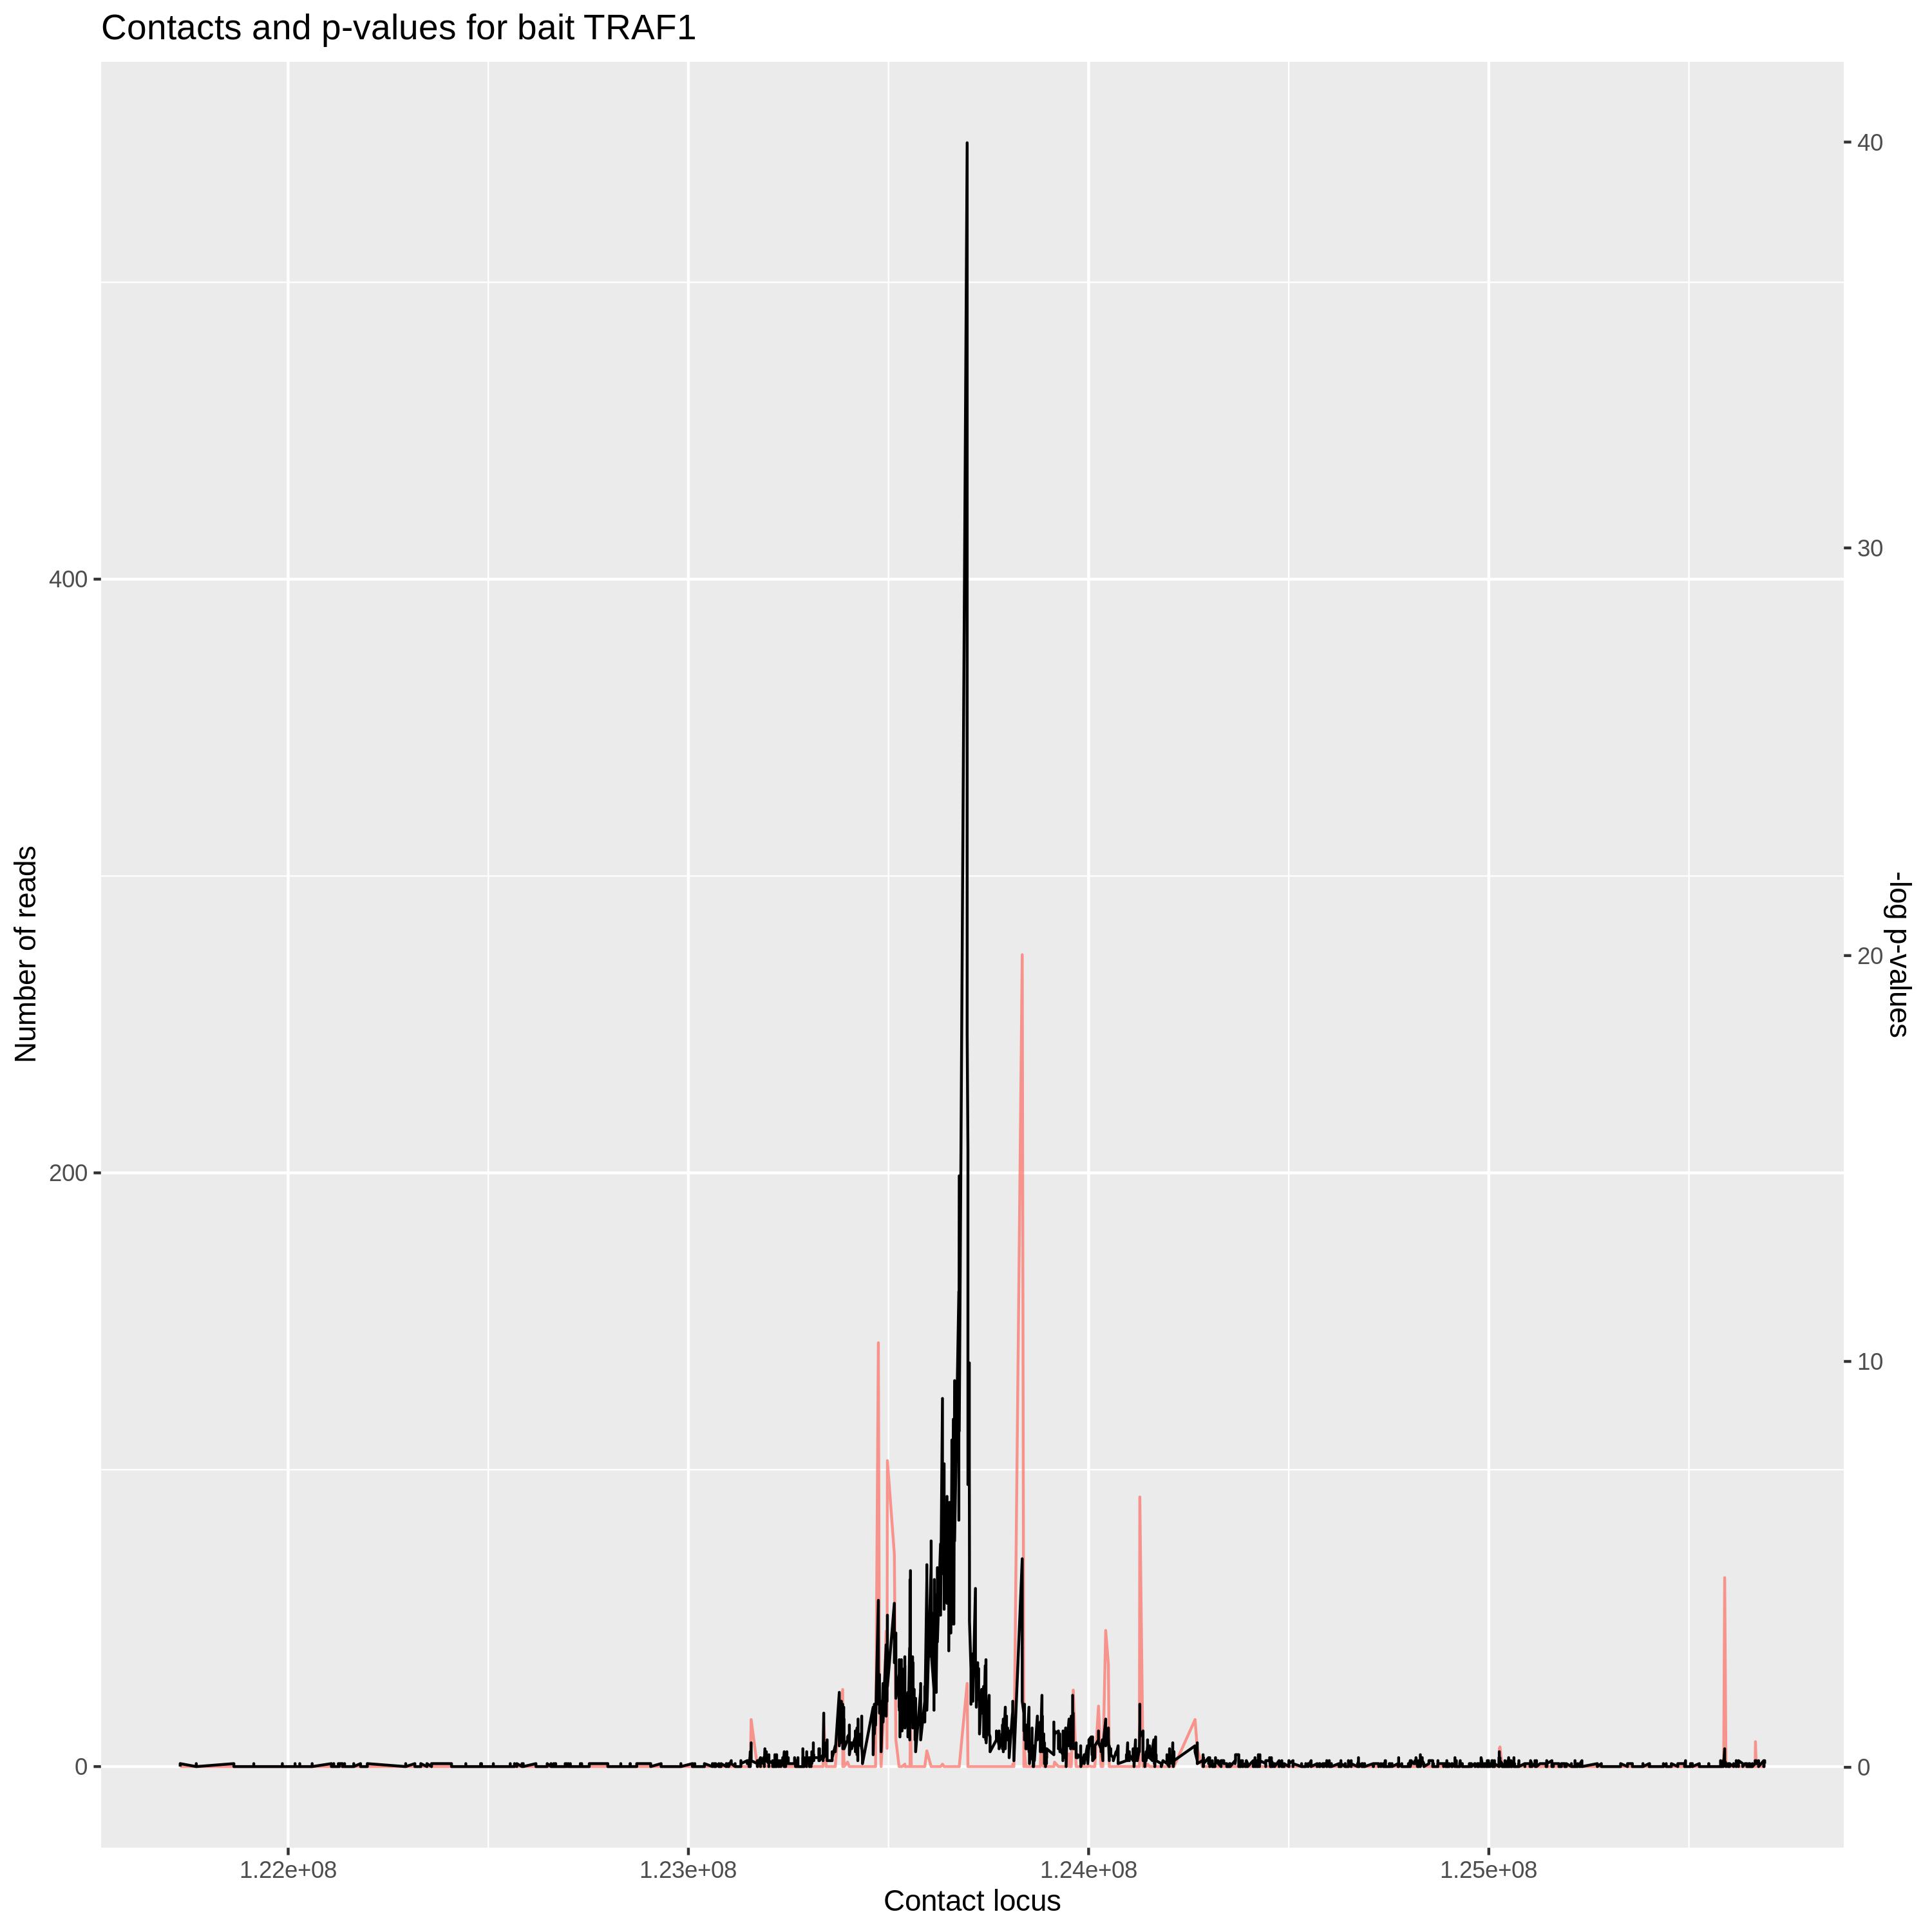 Contacts and p-values for bait TRAF1
Number of reads
400
200
0
40
30
20
10
0
-log p-values
1.22e+08
1.23e+08
1.24e+08
1.25e+08
Contact locus